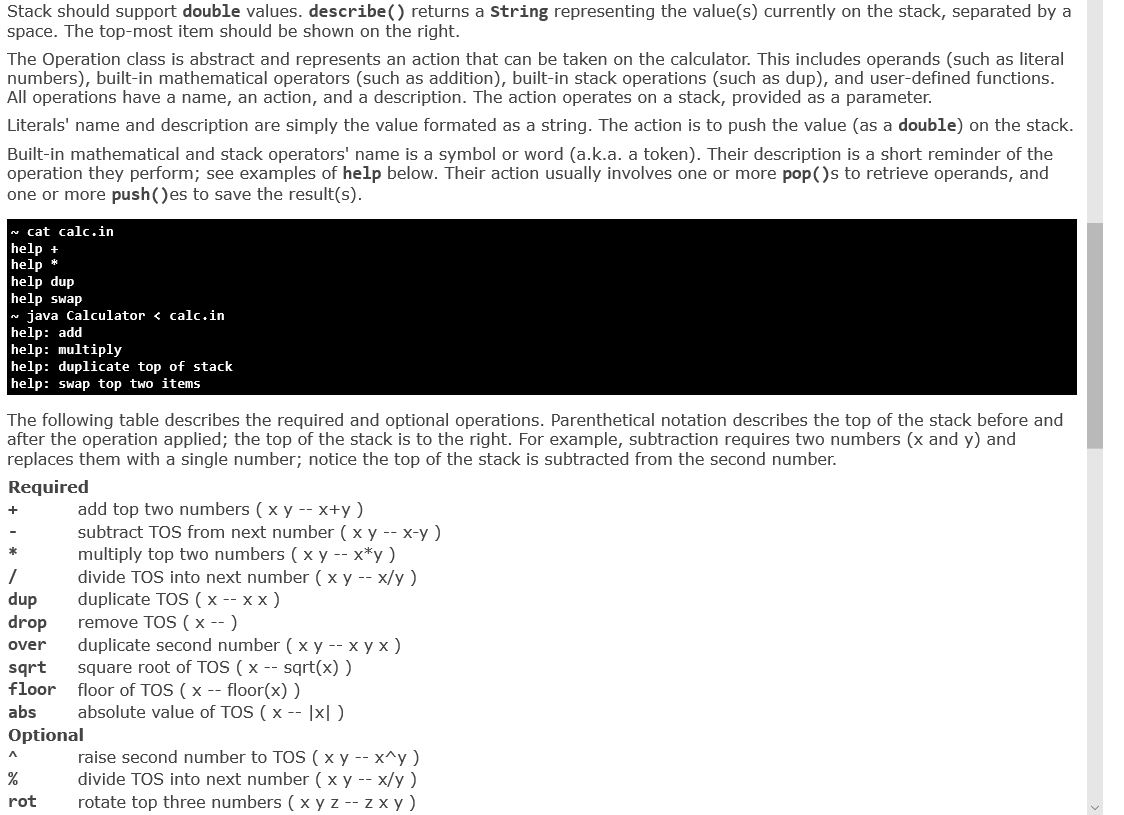 Stack should support double values. describe() returns a String representing the value(s) currently on the stack, separated by a
space. The top-most item should be shown on the right.
The Operation class is abstract and represents an action that can be taken on the calculator. This includes operands (such as literal
numbers), built-in mathematical operators (such as addition), built-in stack operations (such as dup), and user-defined functions.
All operations have a name, an action, and a description. The action operates on a stack, provided as a parameter.
Literals' name and description are simply the value formated as a string. The action is to push the value (as a double) on the stack.
Built-in mathematical and stack operators' name is a symbol or word (a.k.a. a token). Their description is a short reminder of the
operation they perform; see examples of help below. Their action usually involves one or more pop()s to retrieve operands, and
one or more push()es to save the result(s).
~ cat calc.in
help +
help *
help dup
help swap
~ java Calculator < calc.in
help: add
help: multiply
help: duplicate top of stack
help: swap top two items
The following table describes the required and optional operations. Parenthetical notation describes the top of the stack before and
after the operation applied; the top of the stack is to the right. For example, subtraction requires two numbers (x and y) and
replaces them with a single number; notice the top of the stack is subtracted from the second number.
Required
+ add top two numbers ( x y -- x+y )
- subtract TOS from next number ( x y -- x-y )
* multiply top two numbers ( x y -- x*y )
/ divide TOS into next number ( x y -- x/y )
dup duplicate TOS ( x -- x x )
drop remove TOS ( x -- )
over duplicate second number ( x y -- x y x )
sqrt square root of TOS ( x -- sqrt(x) )
floor floor of TOS ( x -- floor(x) )
abs absolute value of TOS ( x -- |x| )
Optional
^ raise second number to TOS ( x y -- x^y )
% divide TOS into next number ( x y -- x/y )
rot rotate top three numbers ( x y z -- z x y )